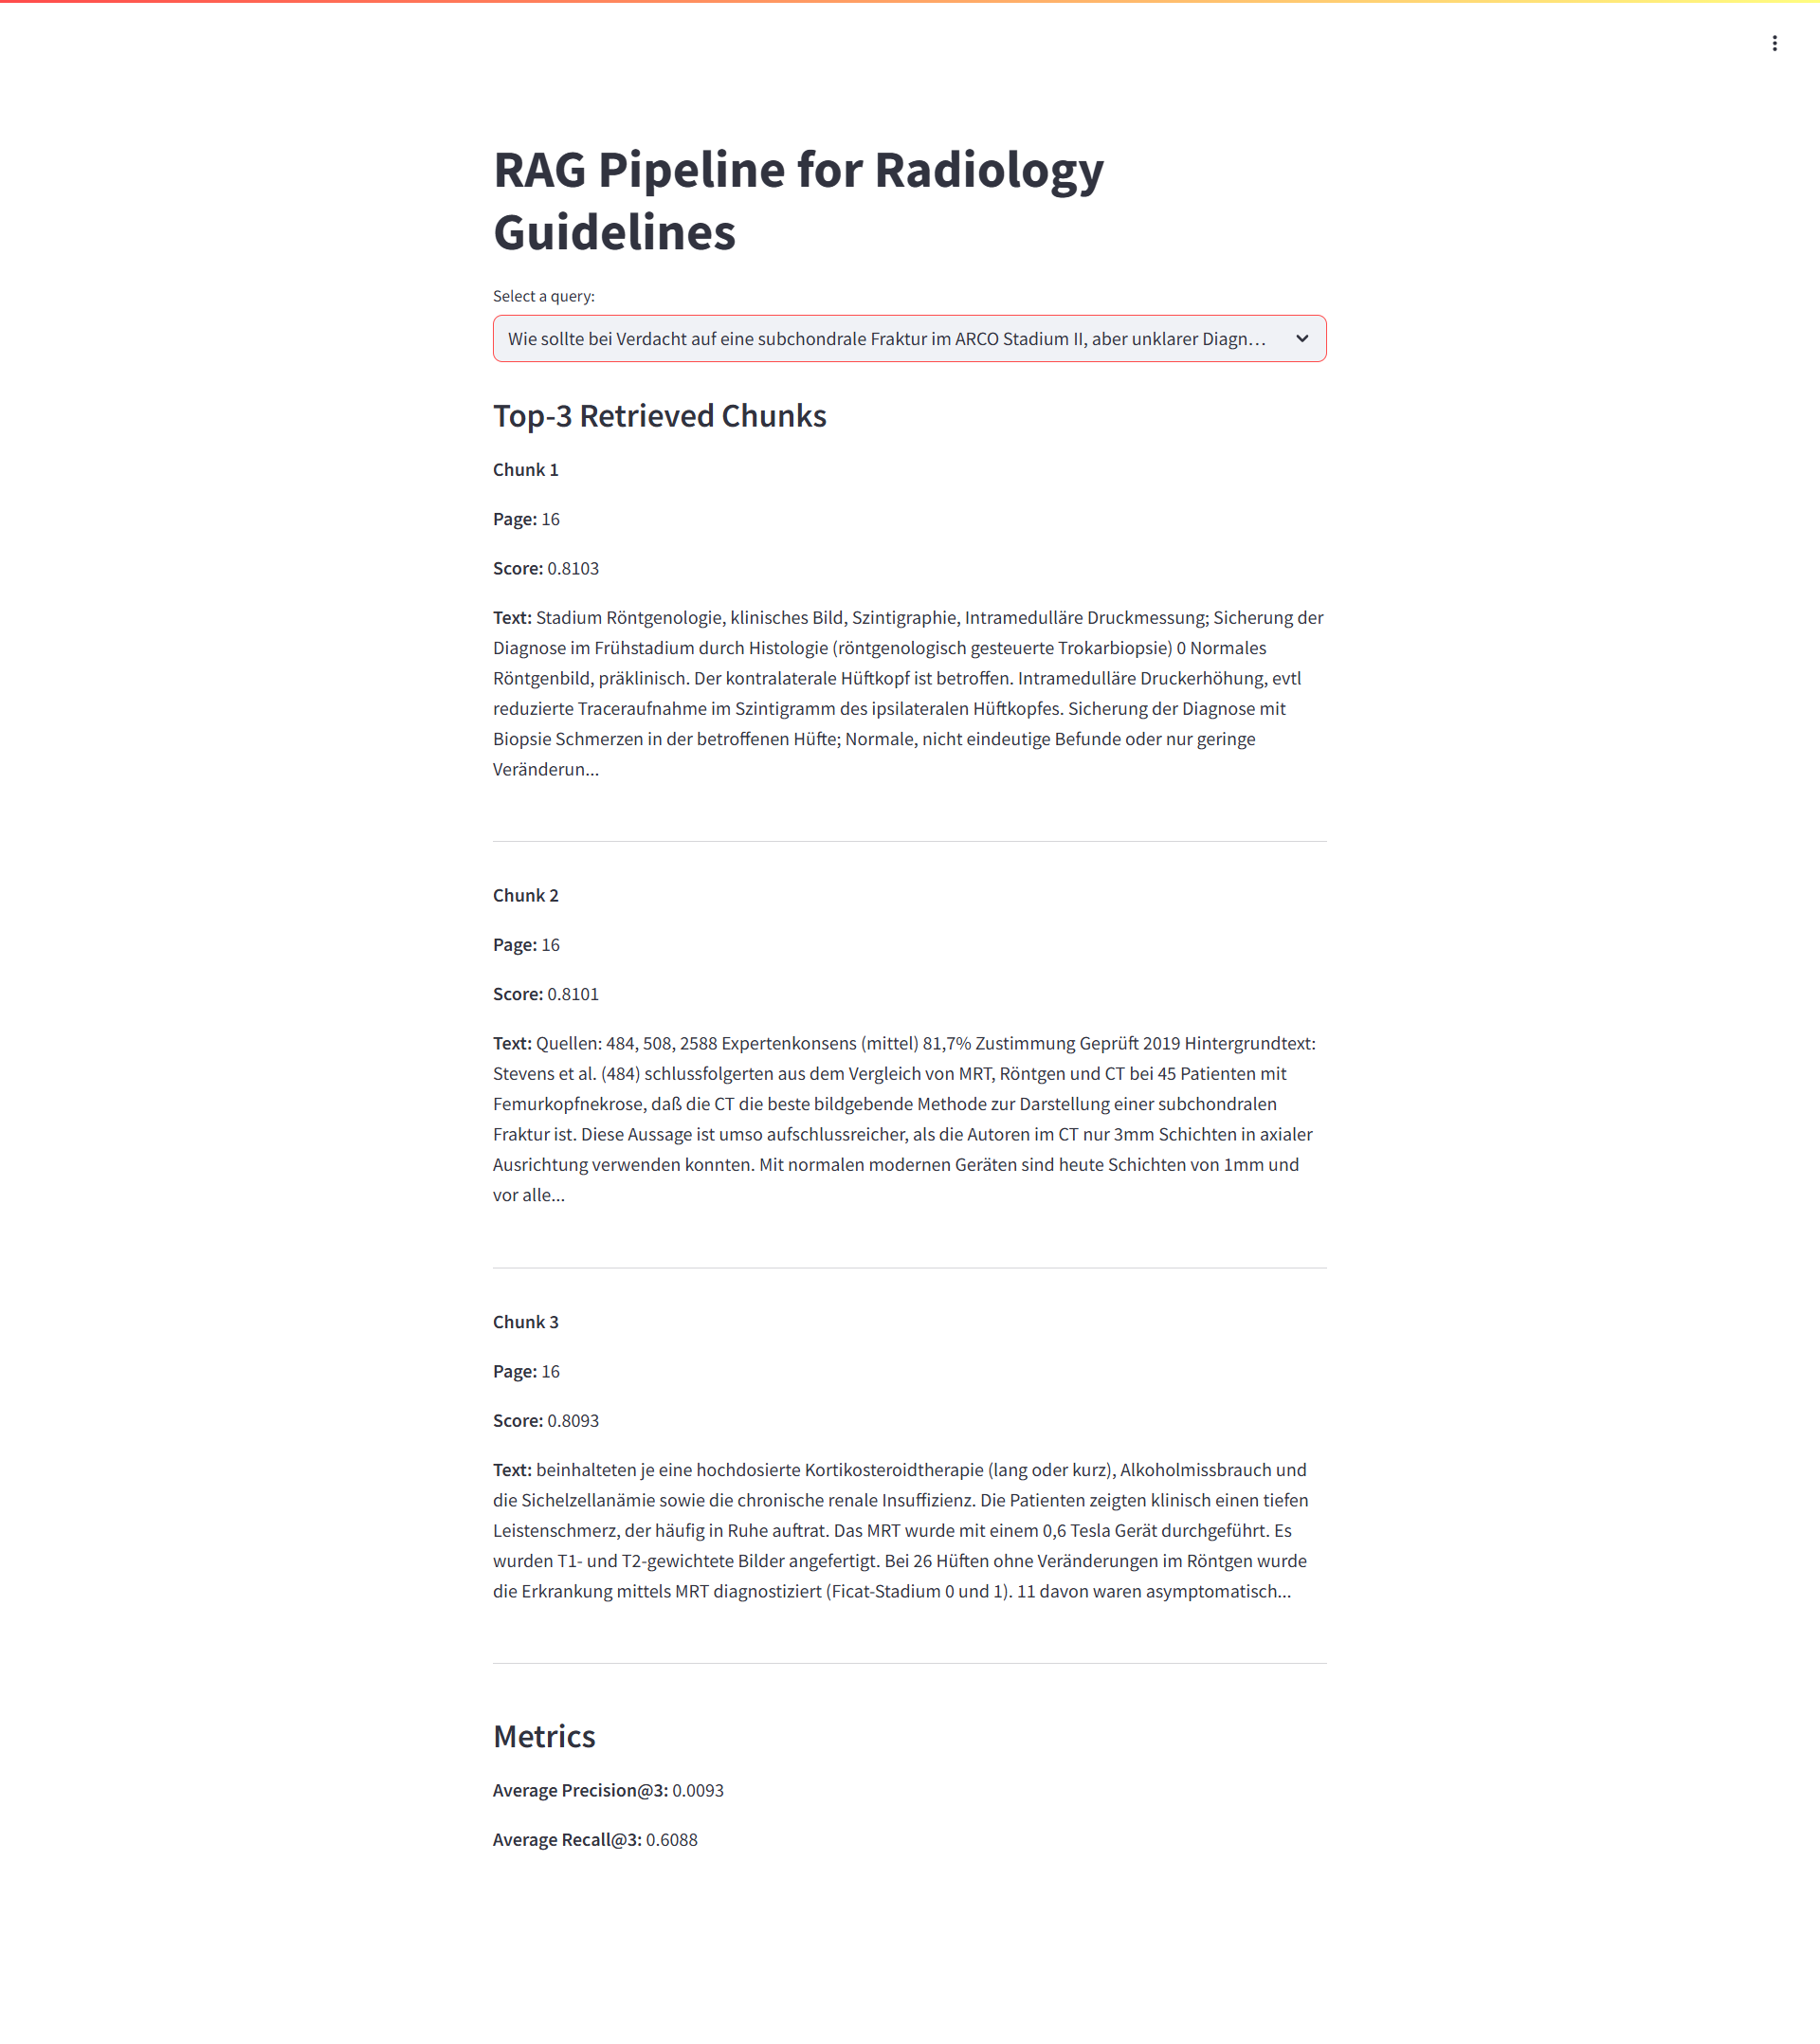 RAG Pipeline for Radiology
Guidelines
Select a query:
Wie sollte bei Verdacht auf eine subchondrale Fraktur im ARCO Stadium II, aber unklarer Diagn...
Top-3 Retrieved Chunks
Chunk 1
Page: 16
Score: 0.8103
Text: Stadium Röntgenologie, klinisches Bild, Szintigraphie, Intramedulläre Druckmessung; Sicherung der
Diagnose im Frühstadium durch Histologie (röntgenologisch gesteuerte Trokarbiopsie) 0 Normales
Röntgenbild, präklinisch. Der kontralaterale Hüftkopf ist betroffen. Intramedulläre Druckerhöhung, evtl
reduzierte Traceraufnahme im Szintigramm des ipsilateralen Hüftkopfes. Sicherung der Diagnose mit
Biopsie Schmerzen in der betroffenen Hüfte; Normale, nicht eindeutige Befunde oder nur geringe
Veränderun...
Chunk 2
Page: 16
Score: 0.8101
Text: Quellen: 484, 508, 2588 Expertenkonsens (mittel) 81,7% Zustimmung Geprüft 2019 Hintergrundtext:
Stevens et al. (484) schlussfolgerten aus dem Vergleich von MRT, Röntgen und CT bei 45 Patienten mit
Femurkopfnekrose, daß die CT die beste bildgebende Methode zur Darstellung einer subchondralen
Fraktur ist. Diese Aussage ist umso aufschlussreicher, als die Autoren im CT nur 3mm Schichten in axialer
Ausrichtung verwenden konnten. Mit normalen modernen Geräten sind heute Schichten von 1mm und
vor alle...
Chunk 3
Page: 16
Score: 0.8093
Text: beinhalteten je eine hochdosierte Kortikosteroidtherapie (lang oder kurz), Alkoholmissbrauch und
die Sichelzellanämie sowie die chronische renale Insuffizienz. Die Patienten zeigten klinisch einen tiefen
Leistenschmerz, der häufig in Ruhe auftrat. Das MRT wurde mit einem 0,6 Tesla Gerät durchgeführt. Es
wurden T1- und T2-gewichtete Bilder angefertigt. Bei 26 Hüften ohne Veränderungen im Röntgen wurde
die Erkrankung mittels MRT diagnostiziert (Ficat-Stadium 0 und 1). 11 davon waren asymptomatisch...
Metrics
Average Precision@3: 0.0093
Average Recall@3: 0.6088